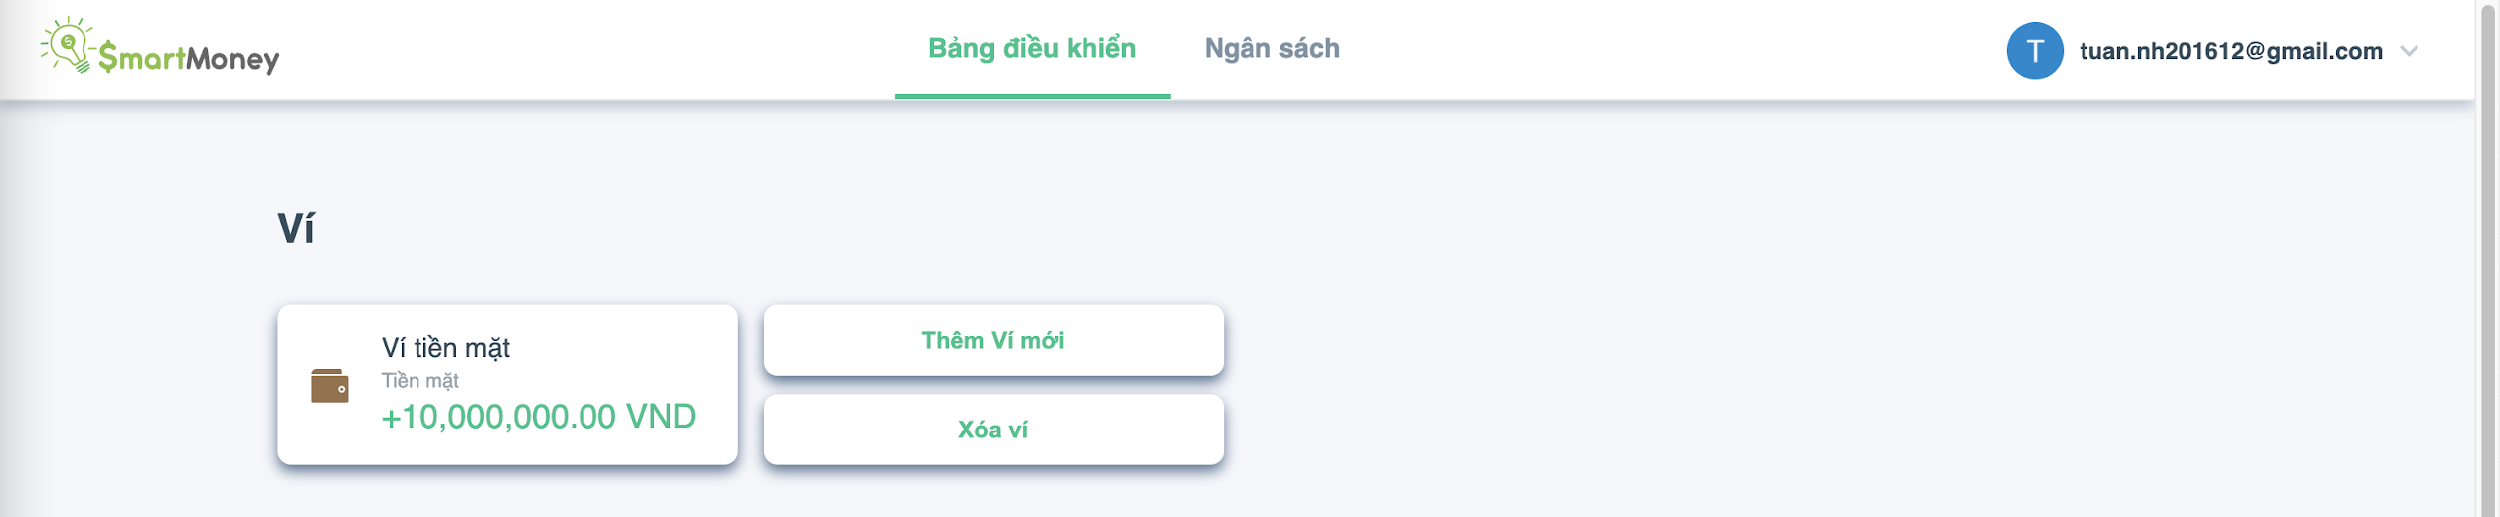 $martMoney
Bảng điều khiển
Ngân sách
T
tuan.nh201612@gmail.com
Ví
Ví tiền mặt
Tiền mặt
+10,000,000.00 VND
Thêm Ví mới
Xóa ví